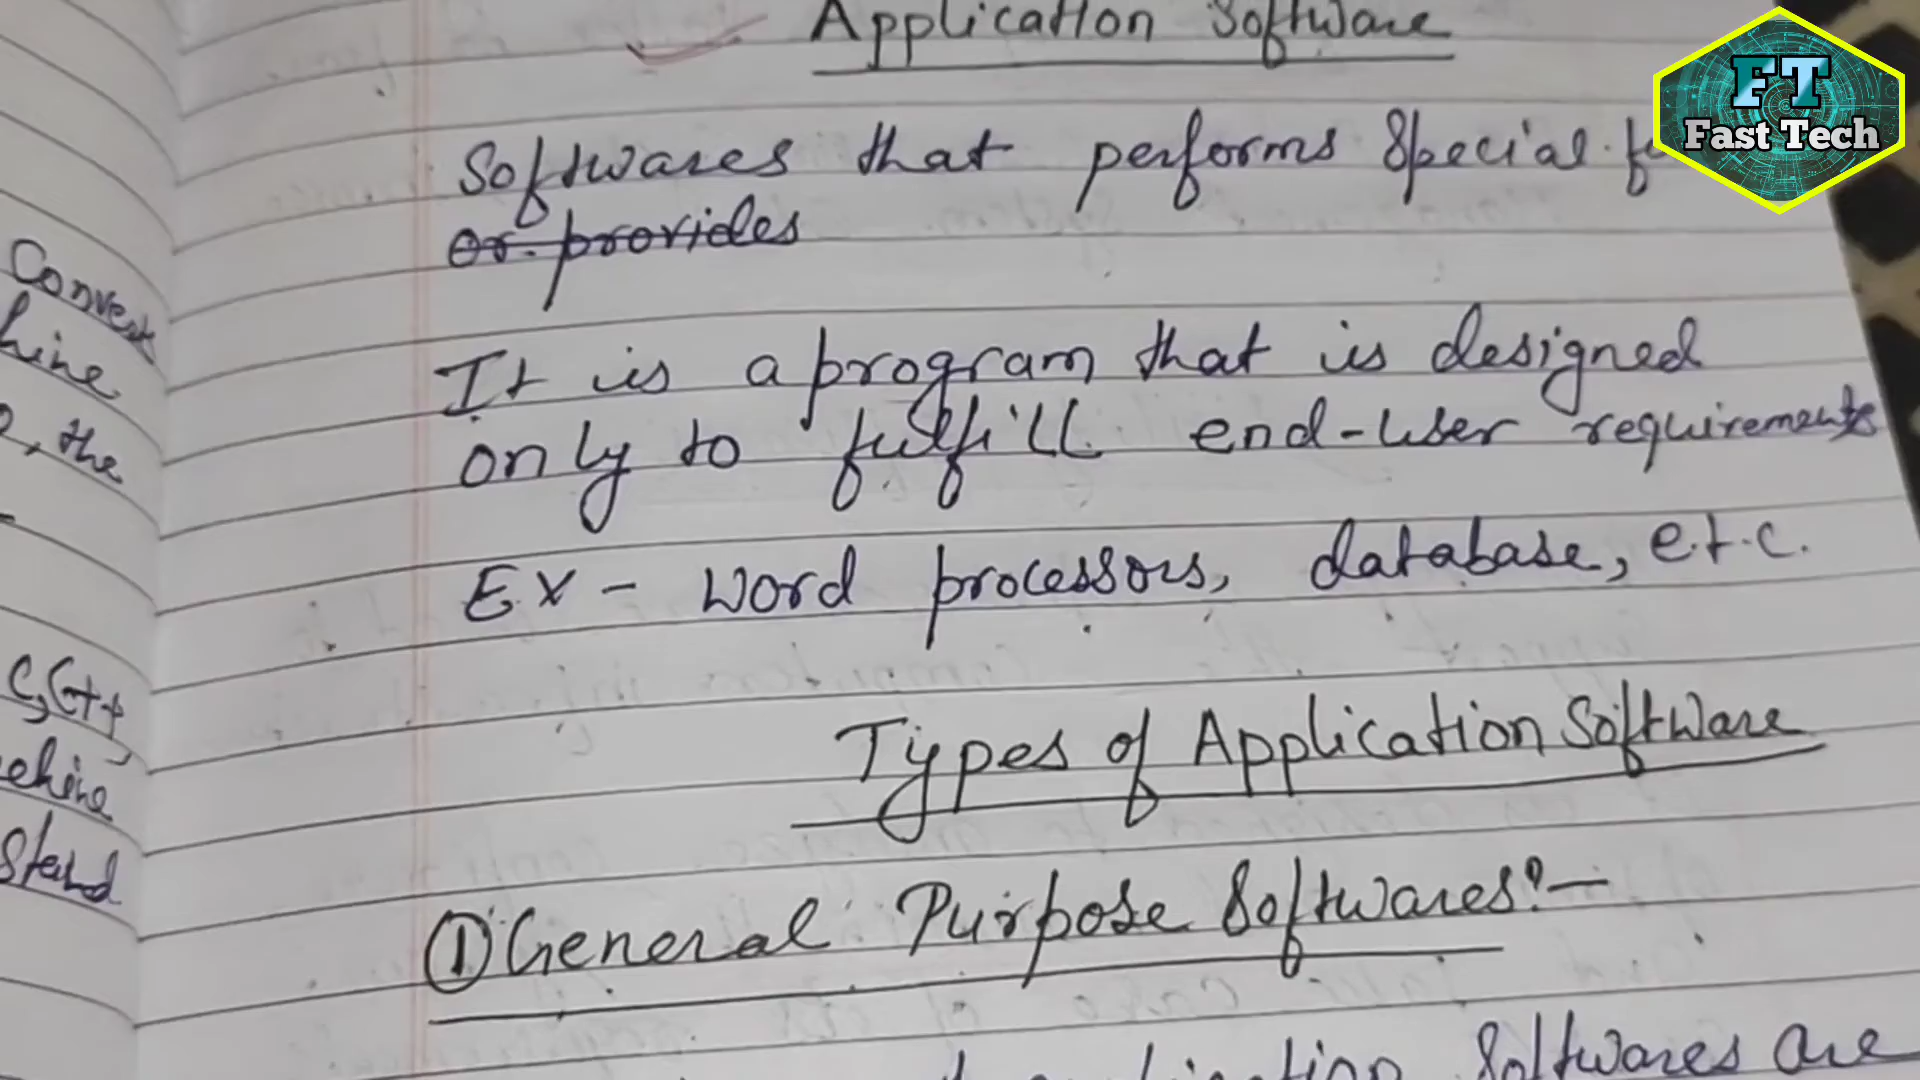 Application Software
FT
Fast Tech
Softwares that performs Special
or provides
It is a program that is designed
only to fulfill end-user requirements
EX - Word processors, database, e.t.c.
Types of Application Software
① General Purpose Softwares:-
Softwares are
Convert
hine
, the
C, C++,
chine
stand